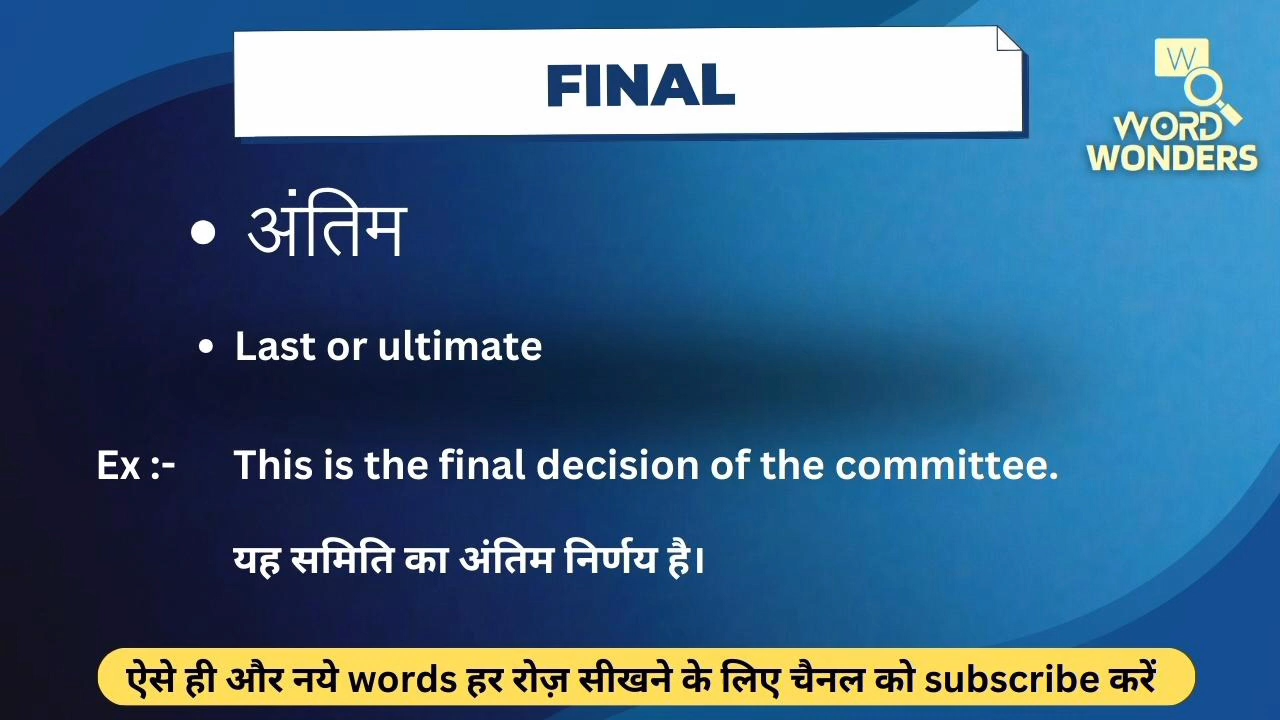 FINAL
W
WORD
WONDERS
• अंतिम
• Last or ultimate
Ex :- This is the final decision of the committee.
यह समिति का अंतिम निर्णय है।
ऐसे ही और नये words हर रोज़ सीखने के लिए चैनल को subscribe करें